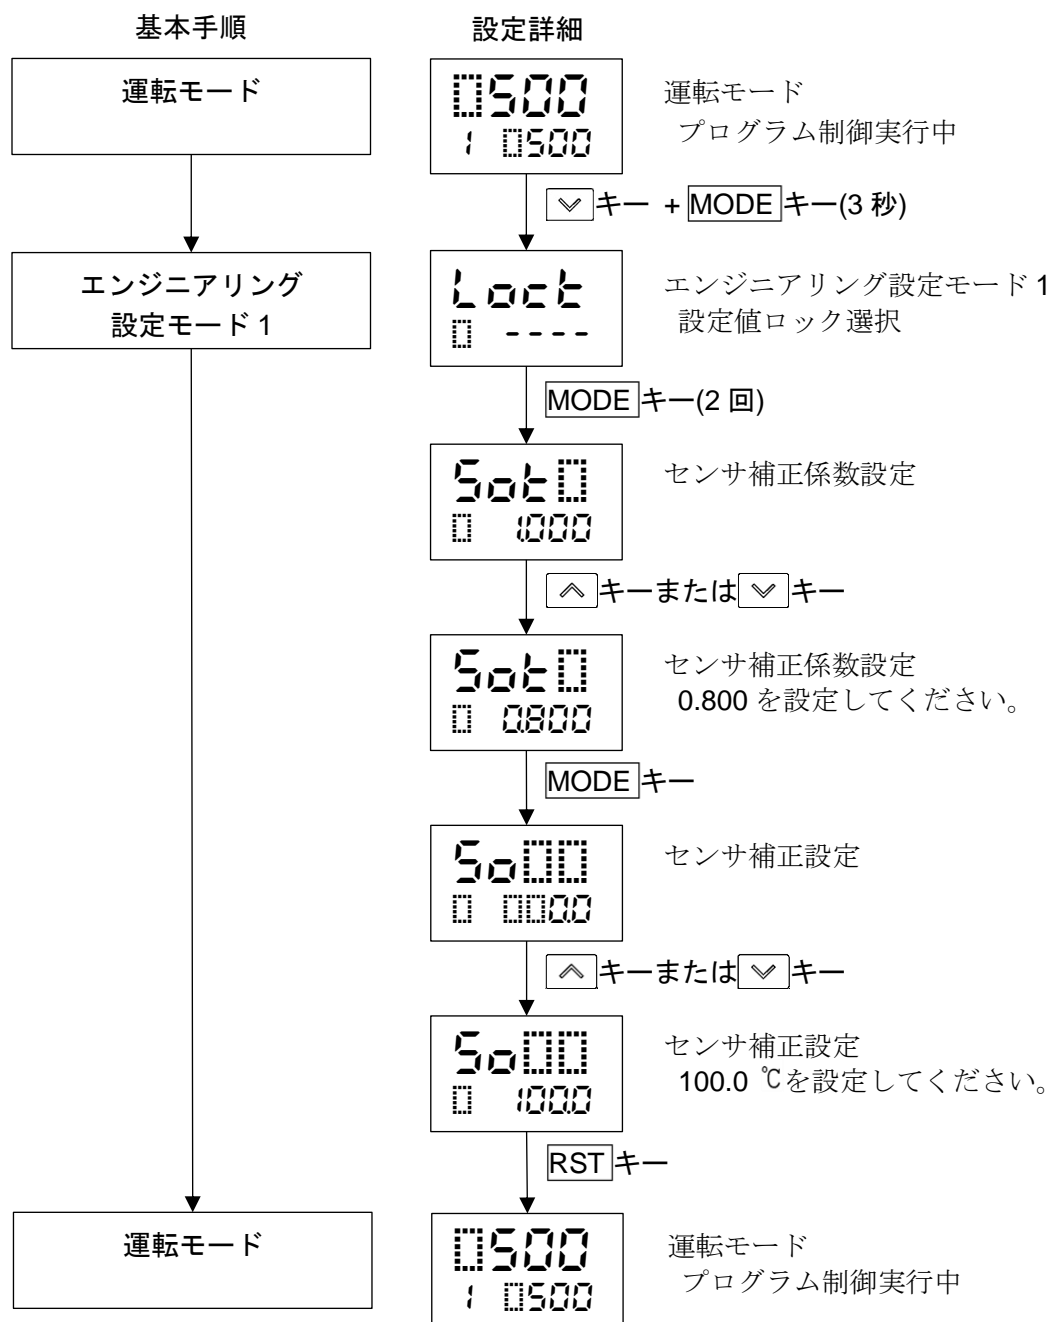 基本手順
設定詳細
運転モード
500
1 500
運転モード
プログラム制御実行中
キー + MODE キー(3 秒)
エンジニアリング
設定モード 1
Lock
----
エンジニアリング設定モード 1
設定値ロック選択
MODE キー(2 回)
Sok
1.000
センサ補正係数設定
キーまたは キー
Sok
0.800
センサ補正係数設定
0.800 を設定してください。
MODE キー
So
0.0
センサ補正設定
キーまたは キー
So
100.0
センサ補正設定
100.0 ℃を設定してください。
RST キー
運転モード
500
1 500
運転モード
プログラム制御実行中